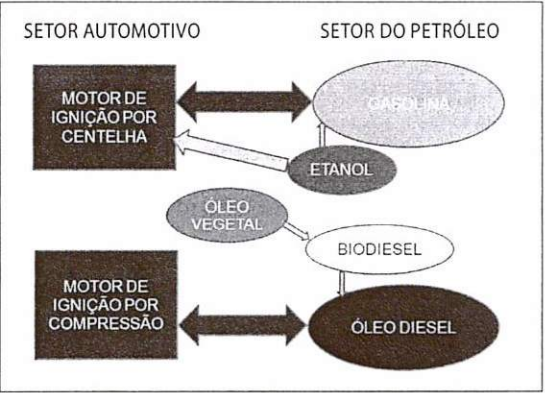 SETOR AUTOMOTIVO
SETOR DO PETRÓLEO
MOTOR DE
IGNIÇÃO POR
CENTELHA
GASOLINA
ETANOL
ÓLEO
VEGETAL
BIODIESEL
MOTOR DE
IGNIÇÃO POR
COMPRESSÃO
ÓLEO DIESEL